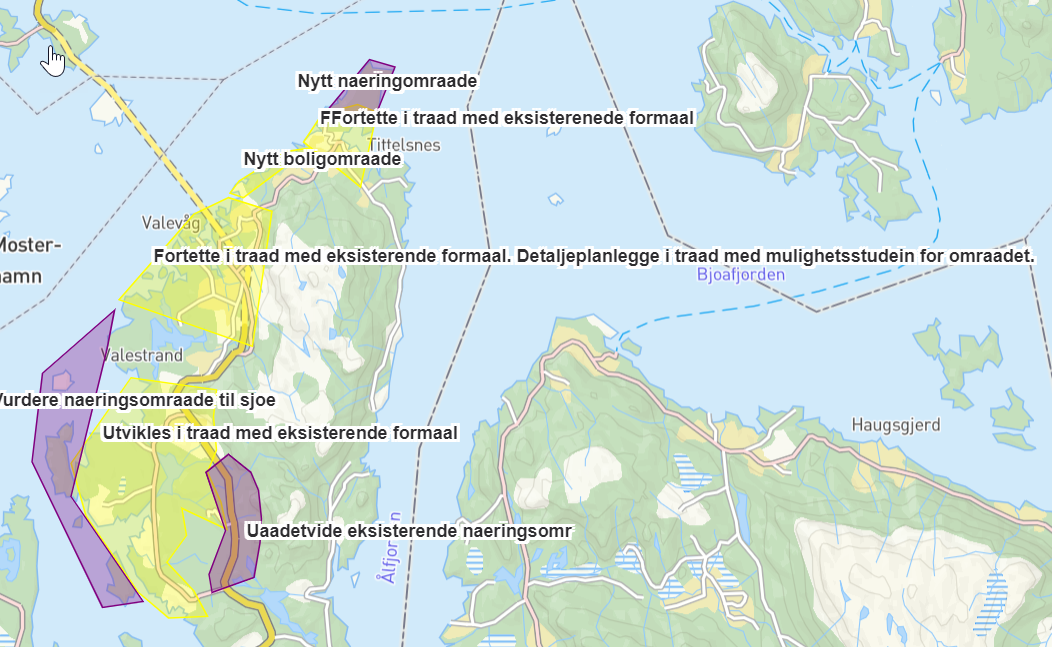 Nytt naeringomraade
FFortette i traad med eksisterenede formaal
Tittelsnes
Nytt boligomraade
Valevåg
Moster-
hamn
Fortette i traad med eksisterende formaal. Detaljeplanlegge i traad med mulighetsstudein for omraadet.
Bjoafjorden
Valestrand
Vurdere naeringsomraade til sjoe
Utvikles i traad med eksisterende formaal
Haugsgjerd
Uaadetvide eksisterende naeringsomr
Ålfjorden